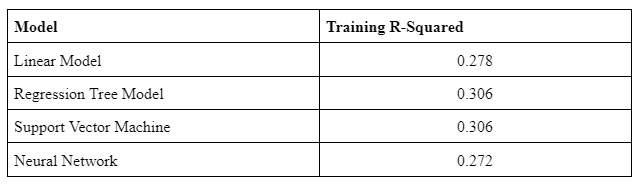 Model Training R-Squared
Linear Model 0.278
Regression Tree Model 0.306
Support Vector Machine 0.306
Neural Network 0.272